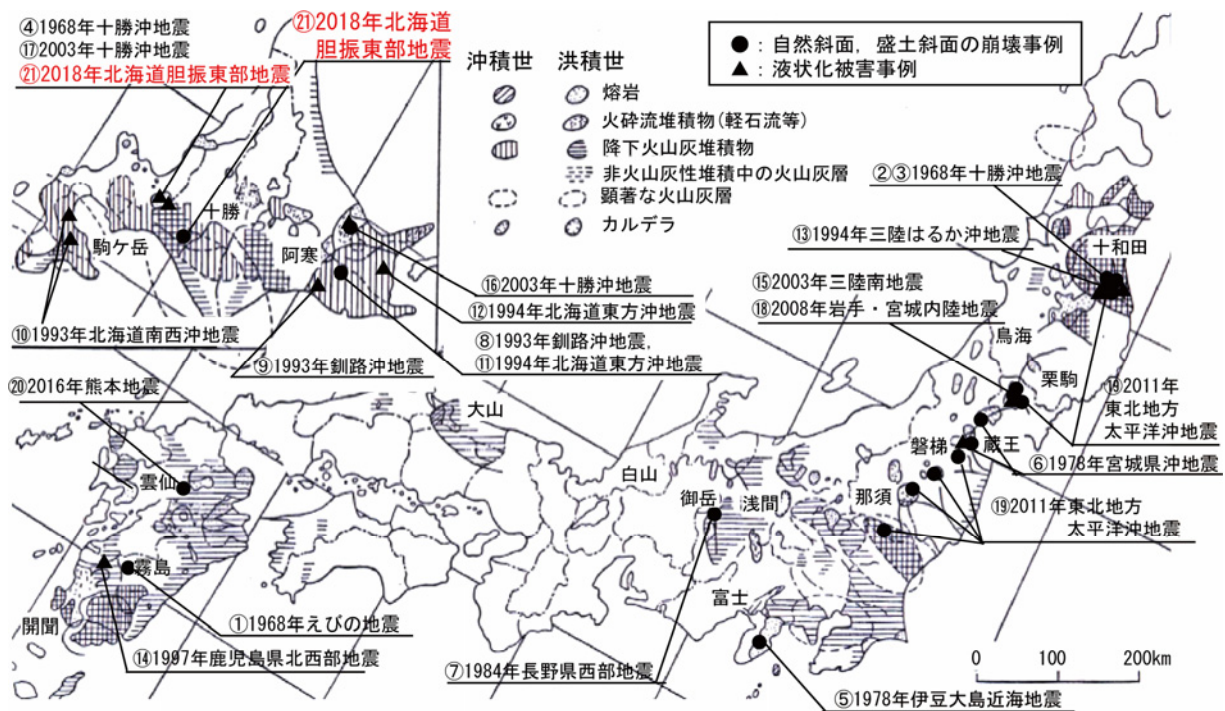 ④1968年十勝沖地震
⑰2003年十勝沖地震
㉑2018年北海道胆振東部地震
㉑2018年北海道
胆振東部地震
●：自然斜面，盛土斜面の崩壊事例
▲：液状化被害事例
沖積世 洪積世
熔岩
火砕流堆積物(軽石流等)
降下火山灰堆積物
非火山灰性堆積中の火山灰層
顕著な火山灰層
カルデラ
②③1968年十勝沖地震
⑬1994年三陸はるか沖地震
十和田
⑮2003年三陸南地震
⑱2008年岩手・宮城内陸地震
鳥海
栗駒
⑲2011年
東北地方
太平洋沖地震
十勝
駒ケ岳
阿寒
⑯2003年十勝沖地震
⑫1994年北海道東方沖地震
⑧1993年釧路沖地震，
⑪1994年北海道東方沖地震
⑩1993年北海道南西沖地震
⑨1993年釧路沖地震
⑳2016年熊本地震
大山
白山
御岳
浅間
那須
磐梯
蔵王
⑥1978年宮城県沖地震
⑲2011年東北地方
太平洋沖地震
雲仙
霧島
開聞
富士
①1968年えびの地震
⑭1997年鹿児島県北西部地震
⑦1984年長野県西部地震
⑤1978年伊豆大島近海地震
0 100 200km